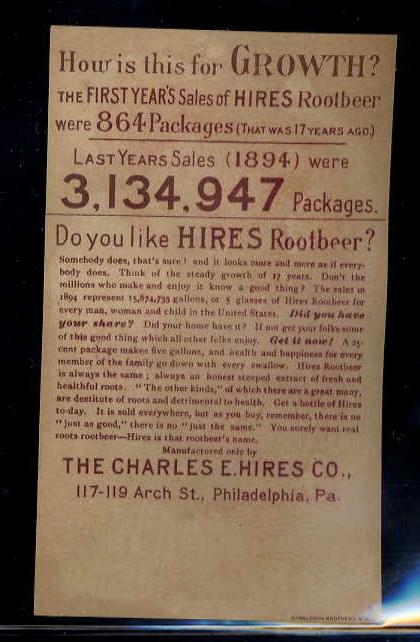 How is this for GROWTH?
THE FIRST YEAR'S Sales of HIRES Rootbeer
were 864 Packages (THAT WAS 17 YEARS AGO.)
LAST YEARS Sales (1894) were
3,134,947 Packages.
Do you like HIRES Rootbeer?
Somebody does, that's sure! and it looks more and more as if every-
body does. Think of the steady growth of 17 years. Don't the
millions who make and enjoy it know a good thing? The sales in
1894 represent 15,674,735 gallons, or 5 glasses of Hires Rootbeer for
every man, woman and child in the United States. Did you have
your share? Did your home have it? If not get your folks some
of this good thing which all other folks enjoy. Get it now! A 25-
cent package makes five gallons, and health and happiness for every
member of the family go down with every swallow. Hires Rootbeer
is always the same; always an honest steeped extract of fresh and
healthful roots. "The other kinds," of which there are a great many,
are destitute of roots and detrimental to health. Get a bottle of Hires
to-day. It is sold everywhere, but as you buy, remember, there is no
"just as good," there is no "just the same." You surely want real
roots rootbeer—Hires is that rootbeer's name.
Manufactured only by
THE CHARLES E. HIRES CO.,
117-119 Arch St., Philadelphia, Pa.
DONALDSON BROTHERS, N.Y.